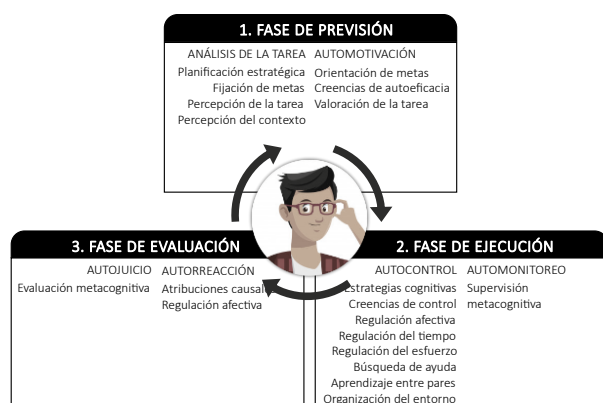 1. FASE DE PREVISIÓN
ANÁLISIS DE LA TAREA
Planificación estratégica
Fijación de metas
Percepción de la tarea
Percepción del contexto
AUTOMOTIVACIÓN
Orientación de metas
Creencias de autoeficacia
Valoración de la tarea
2. FASE DE EJECUCIÓN
AUTOCONTROL
Estrategias cognitivas
Creencias de control
Regulación afectiva
Regulación del tiempo
Regulación del esfuerzo
Búsqueda de ayuda
Aprendizaje entre pares
Organización del entorno
AUTOMONITOREO
Supervisión
metacognitiva
3. FASE DE EVALUACIÓN
AUTOJUICIO
Evaluación metacognitiva
AUTORREACCIÓN
Atribuciones causales
Regulación afectiva